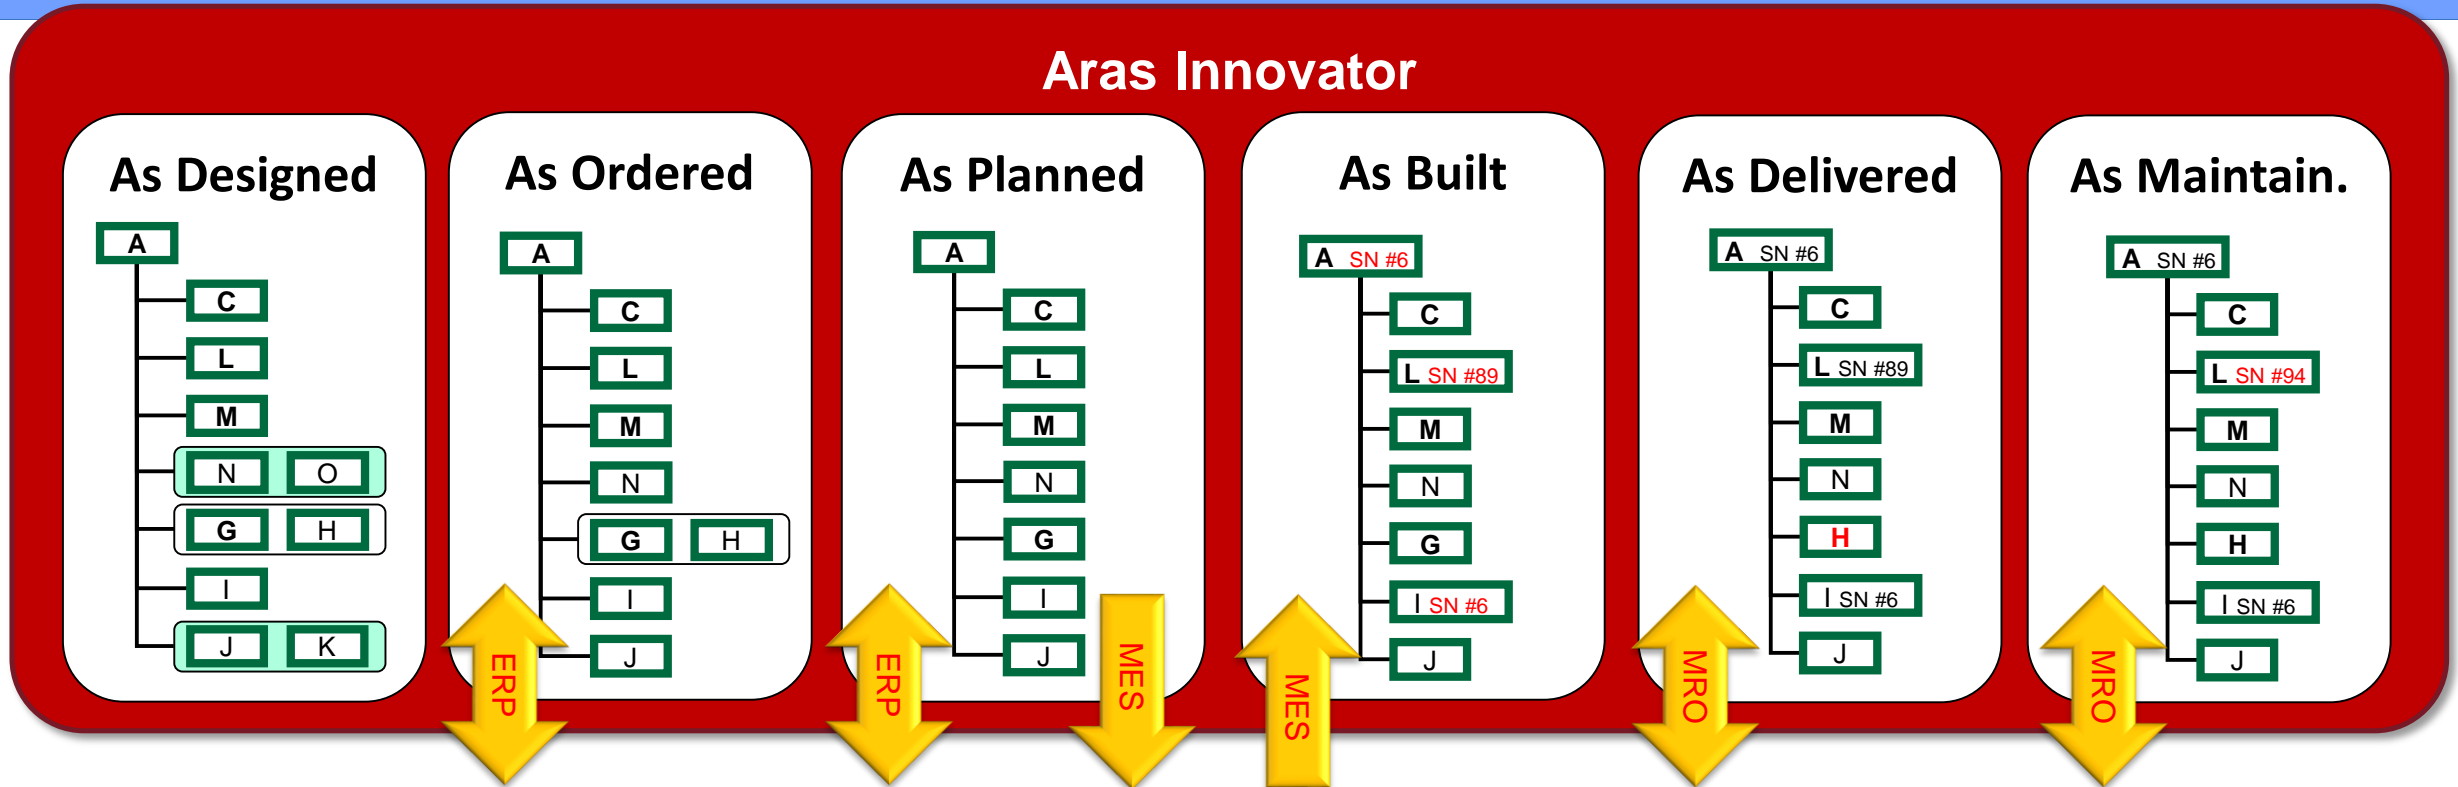 Aras Innovator
As Designed
A
C
L
M
N O
G H
I
J K
As Ordered
A
C
L
M
N
G H
I
J
ERP
As Planned
A
C
L
M
N
G
I
J
ERP
MES
As Built
A SN #6
C
L SN #89
M
N
G
I SN #6
J
MES
As Delivered
A SN #6
C
L SN #89
M
N
H
I SN #6
J
MRO
As Maintain.
A SN #6
C
L SN #94
M
N
H
I SN #6
J
MRO